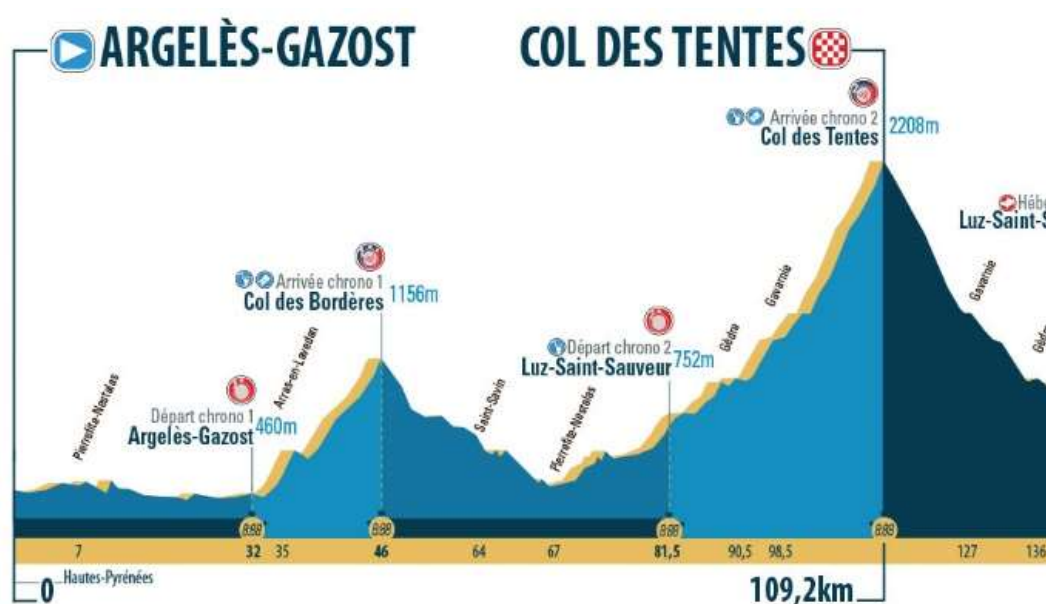 ARGELÈS-GAZOST
COL DES TENTES
Arrivée chrono 2
Col des Tentes
2208m
Hébe
Luz-Saint-S
Arrivée chrono 1
Col des Bordères
1156m
Gavarnie
Gavarnie
Gèdre
Gèdr
Départ chrono 2
Luz-Saint-Sauveur
752m
Arras-en-Lavedan
Saint-Savin
Pierrefitte-Nestalas
Pierrefitte-Nestalas
Départ chrono 1
Argelès-Gazost
460m
7 32 35 46 64 67 81,5 90,5 98,5 127 136
0 Hautes-Pyrénées
109,2km